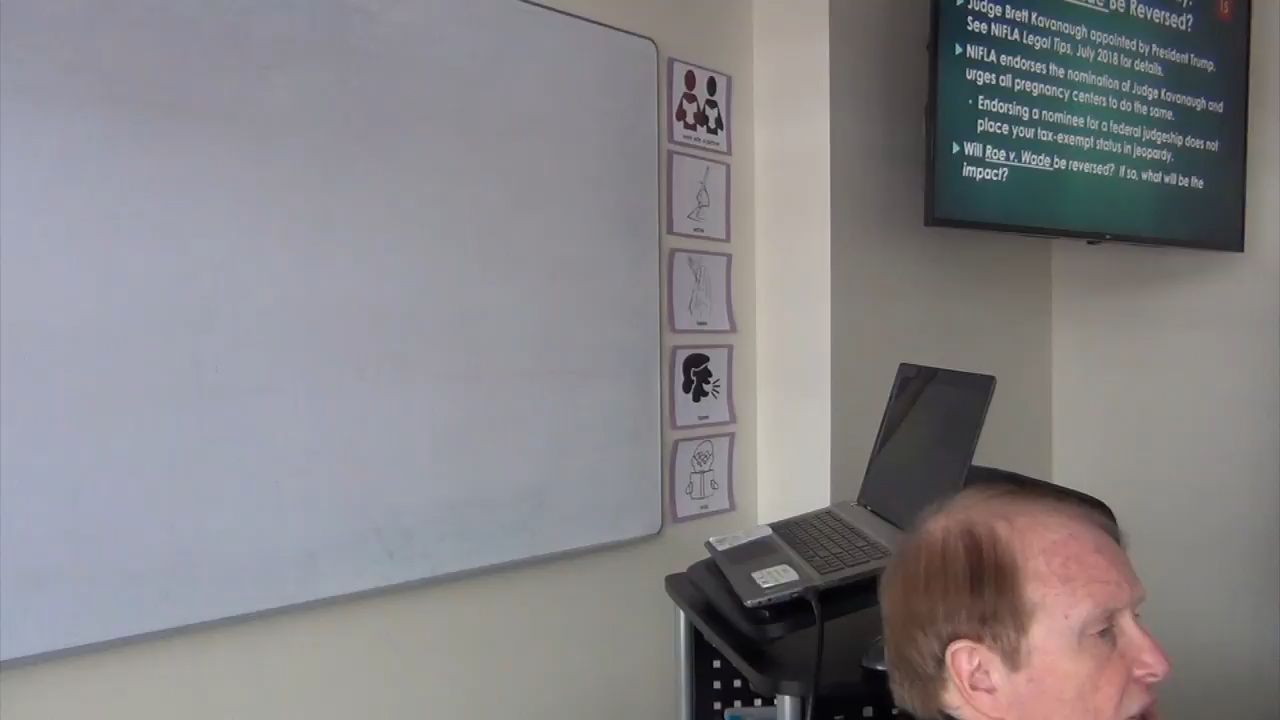 15
Be Reversed?
Judge Brett Kavanaugh appointed by President Trump.
See NIFLA Legal Tips, July 2018 for details.
NIFLA endorses the nomination of Judge Kavanaugh and
urges all pregnancy centers to do the same.
Endorsing a nominee for a federal judgeship does not
place your tax-exempt status in jeopardy.
Will Roe v. Wade be reversed? If so, what will be the
impact?